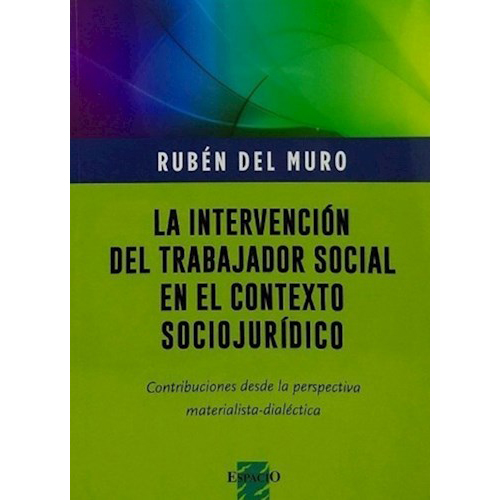 RUBÉN DEL MURO
LA INTERVENCIÓN
DEL TRABAJADOR SOCIAL
EN EL CONTEXTO
SOCIOJURÍDICO
Contribuciones desde la perspectiva
materialista-dialéctica
ESPACIO